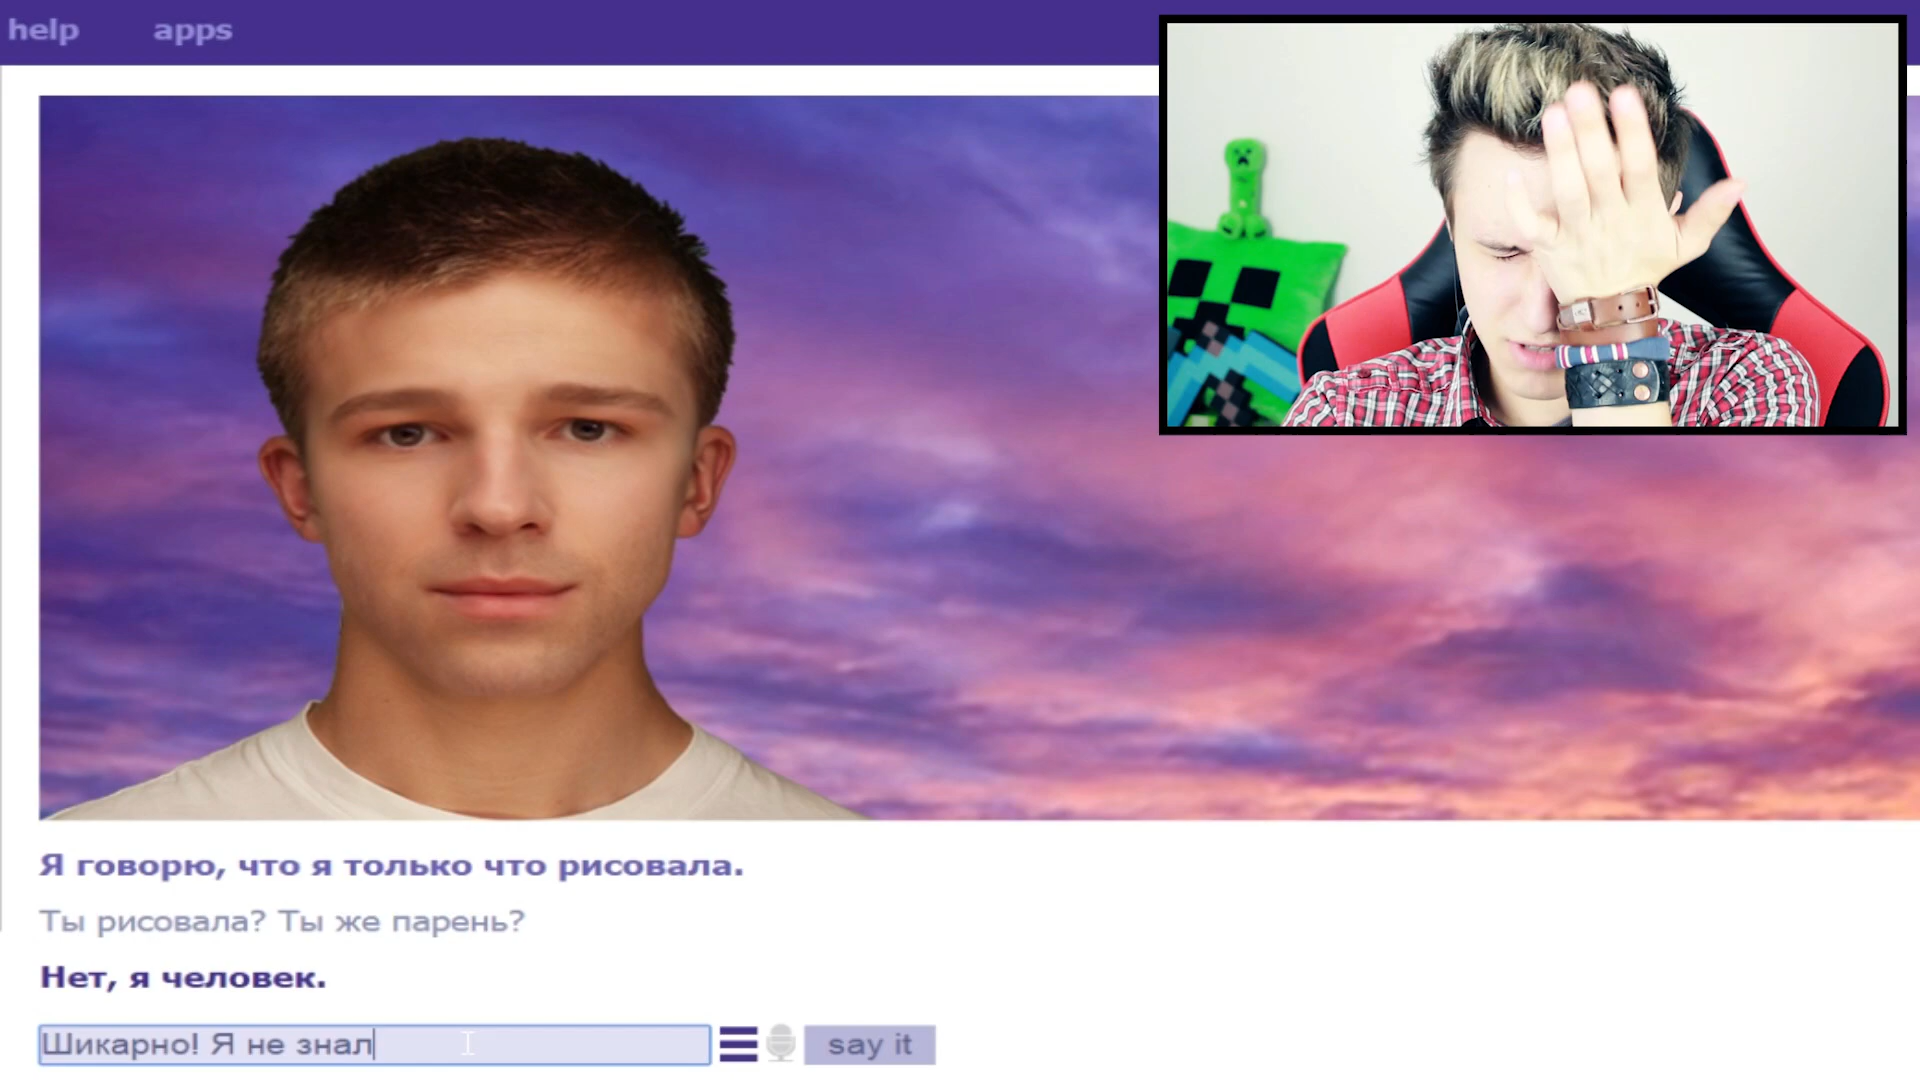 help apps
Я говорю, что я только что рисовала.
Ты рисовала? Ты же парень?
Нет, я человек.
Шикарно! Я не знал
say it